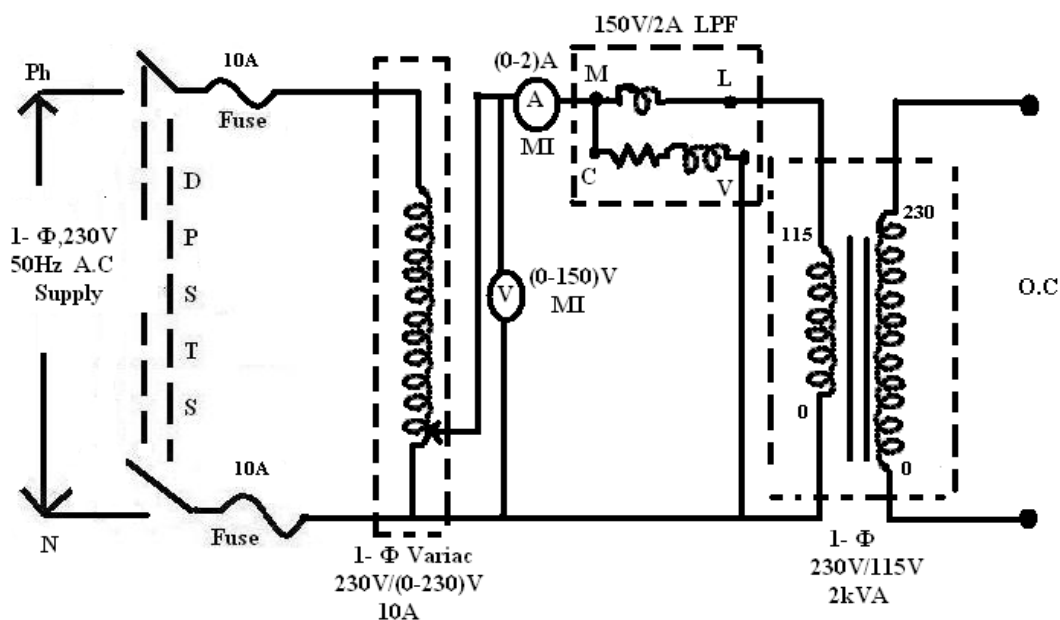 150V/2A LPF
Ph
10A
Fuse
(0-2)A
A
MI
M
L
C
V
D
P
S
T
S
1- Φ,230V
50Hz A.C
Supply
V
(0-150)V
MI
115
0
230
0
O.C
N
10A
Fuse
1- Φ Variac
230V/(0-230)V
10A
1- Φ
230V/115V
2kVA